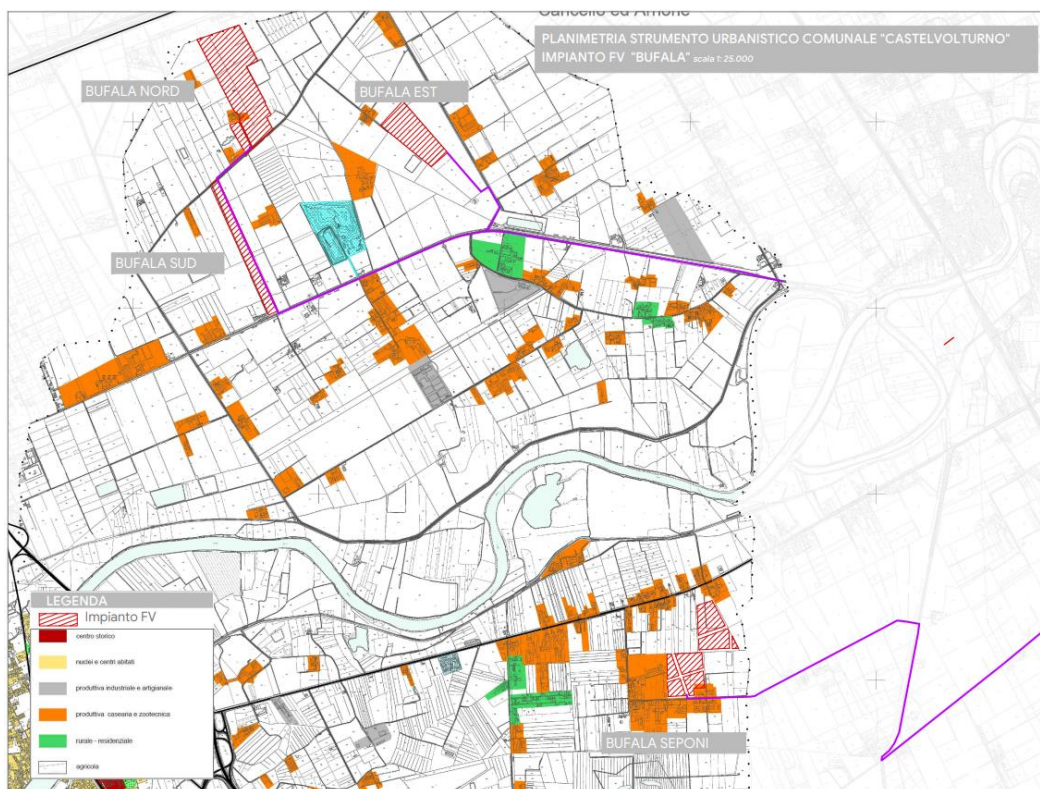 Cancello ed Arnone
PLANIMETRIA STRUMENTO URBANISTICO COMUNALE "CASTELVOLTURNO"
IMPIANTO FV "BUFALA" scala 1: 25.000
BUFALA NORD
BUFALA EST
BUFALA SUD
LEGENDA
Impianto FV
centro storico
nuclei e centri abitati
produttiva industriale e artigianale
produttiva casearia e zootecnica
rurale - residenziale
agricola
BUFALA SEPONI